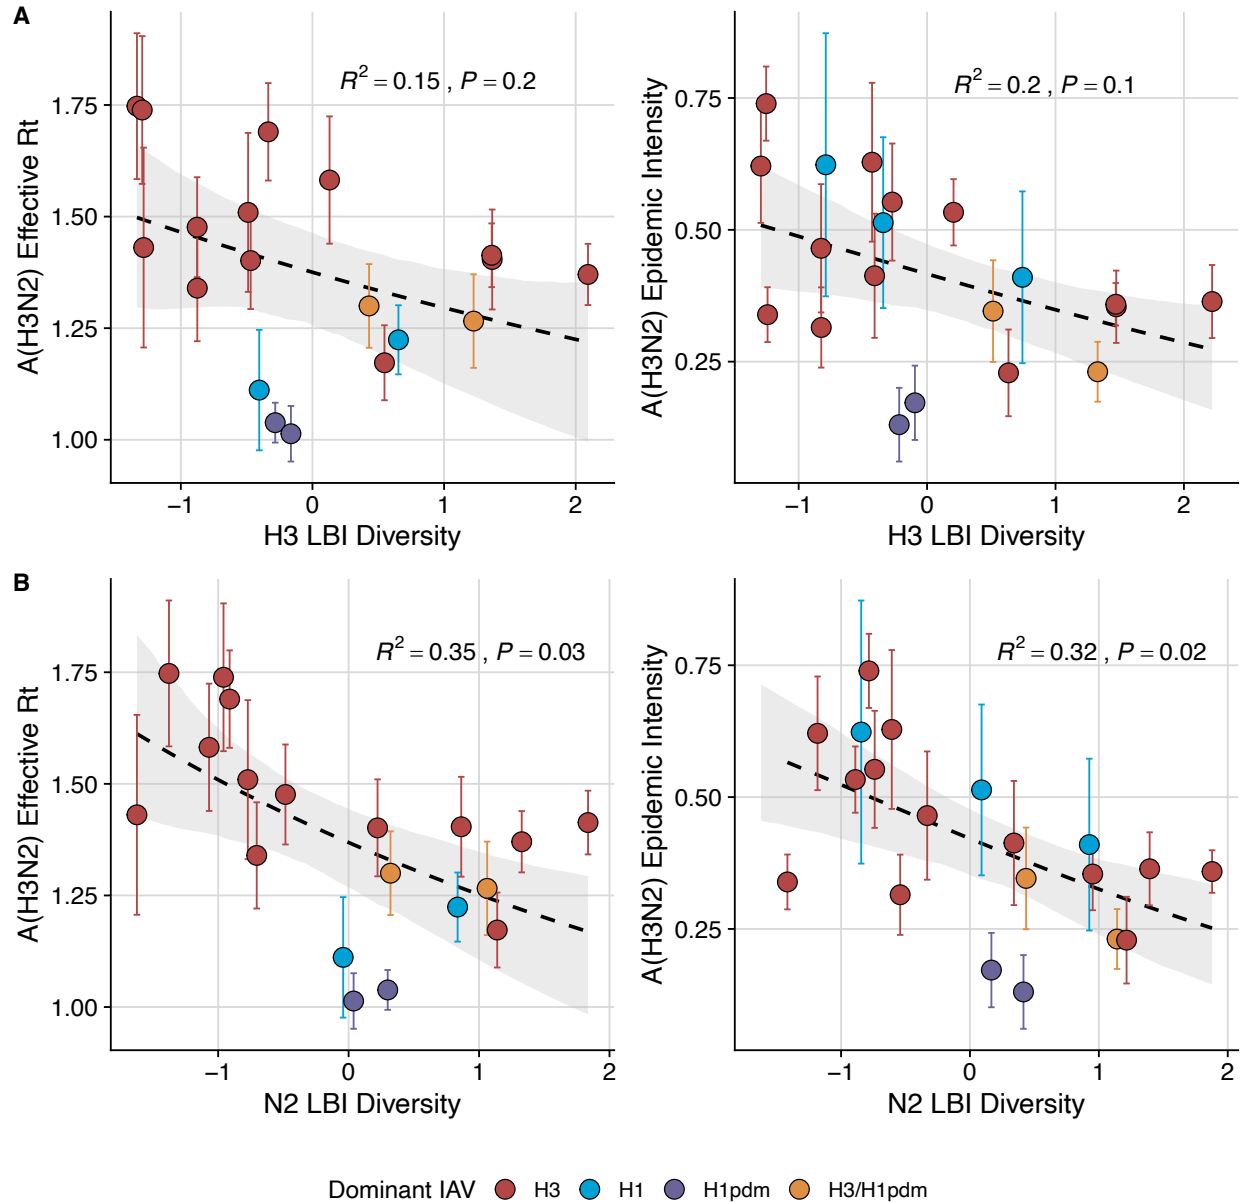 A
R² = 0.15 , P = 0.2
A(H3N2) Effective Rt
1.75
1.50
1.25
1.00
−1 0 1 2
H3 LBI Diversity
R² = 0.2 , P = 0.1
A(H3N2) Epidemic Intensity
0.75
0.50
0.25
−1 0 1 2
H3 LBI Diversity
B
R² = 0.35 , P = 0.03
A(H3N2) Effective Rt
1.75
1.50
1.25
1.00
−1 0 1 2
N2 LBI Diversity
R² = 0.32 , P = 0.02
A(H3N2) Epidemic Intensity
0.75
0.50
0.25
−1 0 1 2
N2 LBI Diversity
Dominant IAV H3 H1 H1pdm H3/H1pdm